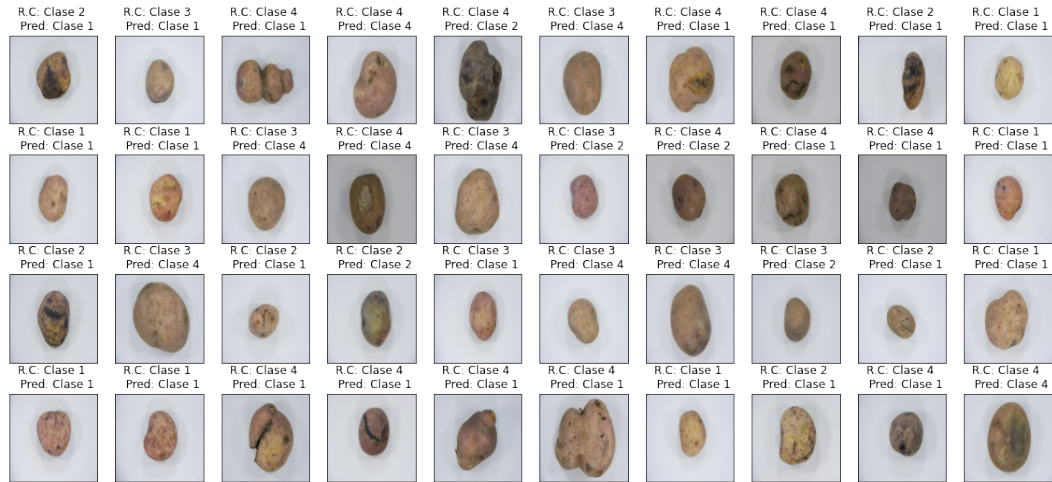 R.C: Clase 2 R.C: Clase 3 R.C: Clase 4 R.C: Clase 4 R.C: Clase 4 R.C: Clase 3 R.C: Clase 4 R.C: Clase 4 R.C: Clase 2 R.C: Clase 1
Pred: Clase 1 Pred: Clase 1 Pred: Clase 1 Pred: Clase 4 Pred: Clase 2 Pred: Clase 4 Pred: Clase 1 Pred: Clase 1 Pred: Clase 1 Pred: Clase 1
R.C: Clase 1 R.C: Clase 1 R.C: Clase 3 R.C: Clase 4 R.C: Clase 3 R.C: Clase 3 R.C: Clase 4 R.C: Clase 4 R.C: Clase 4 R.C: Clase 1
Pred: Clase 1 Pred: Clase 1 Pred: Clase 4 Pred: Clase 4 Pred: Clase 4 Pred: Clase 2 Pred: Clase 2 Pred: Clase 1 Pred: Clase 1 Pred: Clase 1
R.C: Clase 2 R.C: Clase 3 R.C: Clase 2 R.C: Clase 2 R.C: Clase 3 R.C: Clase 3 R.C: Clase 3 R.C: Clase 3 R.C: Clase 2 R.C: Clase 1
Pred: Clase 1 Pred: Clase 4 Pred: Clase 1 Pred: Clase 2 Pred: Clase 1 Pred: Clase 4 Pred: Clase 4 Pred: Clase 2 Pred: Clase 1 Pred: Clase 1
R.C: Clase 1 R.C: Clase 1 R.C: Clase 4 R.C: Clase 4 R.C: Clase 4 R.C: Clase 4 R.C: Clase 1 R.C: Clase 2 R.C: Clase 4 R.C: Clase 4
Pred: Clase 1 Pred: Clase 1 Pred: Clase 1 Pred: Clase 1 Pred: Clase 1 Pred: Clase 1 Pred: Clase 1 Pred: Clase 1 Pred: Clase 1 Pred: Clase 4